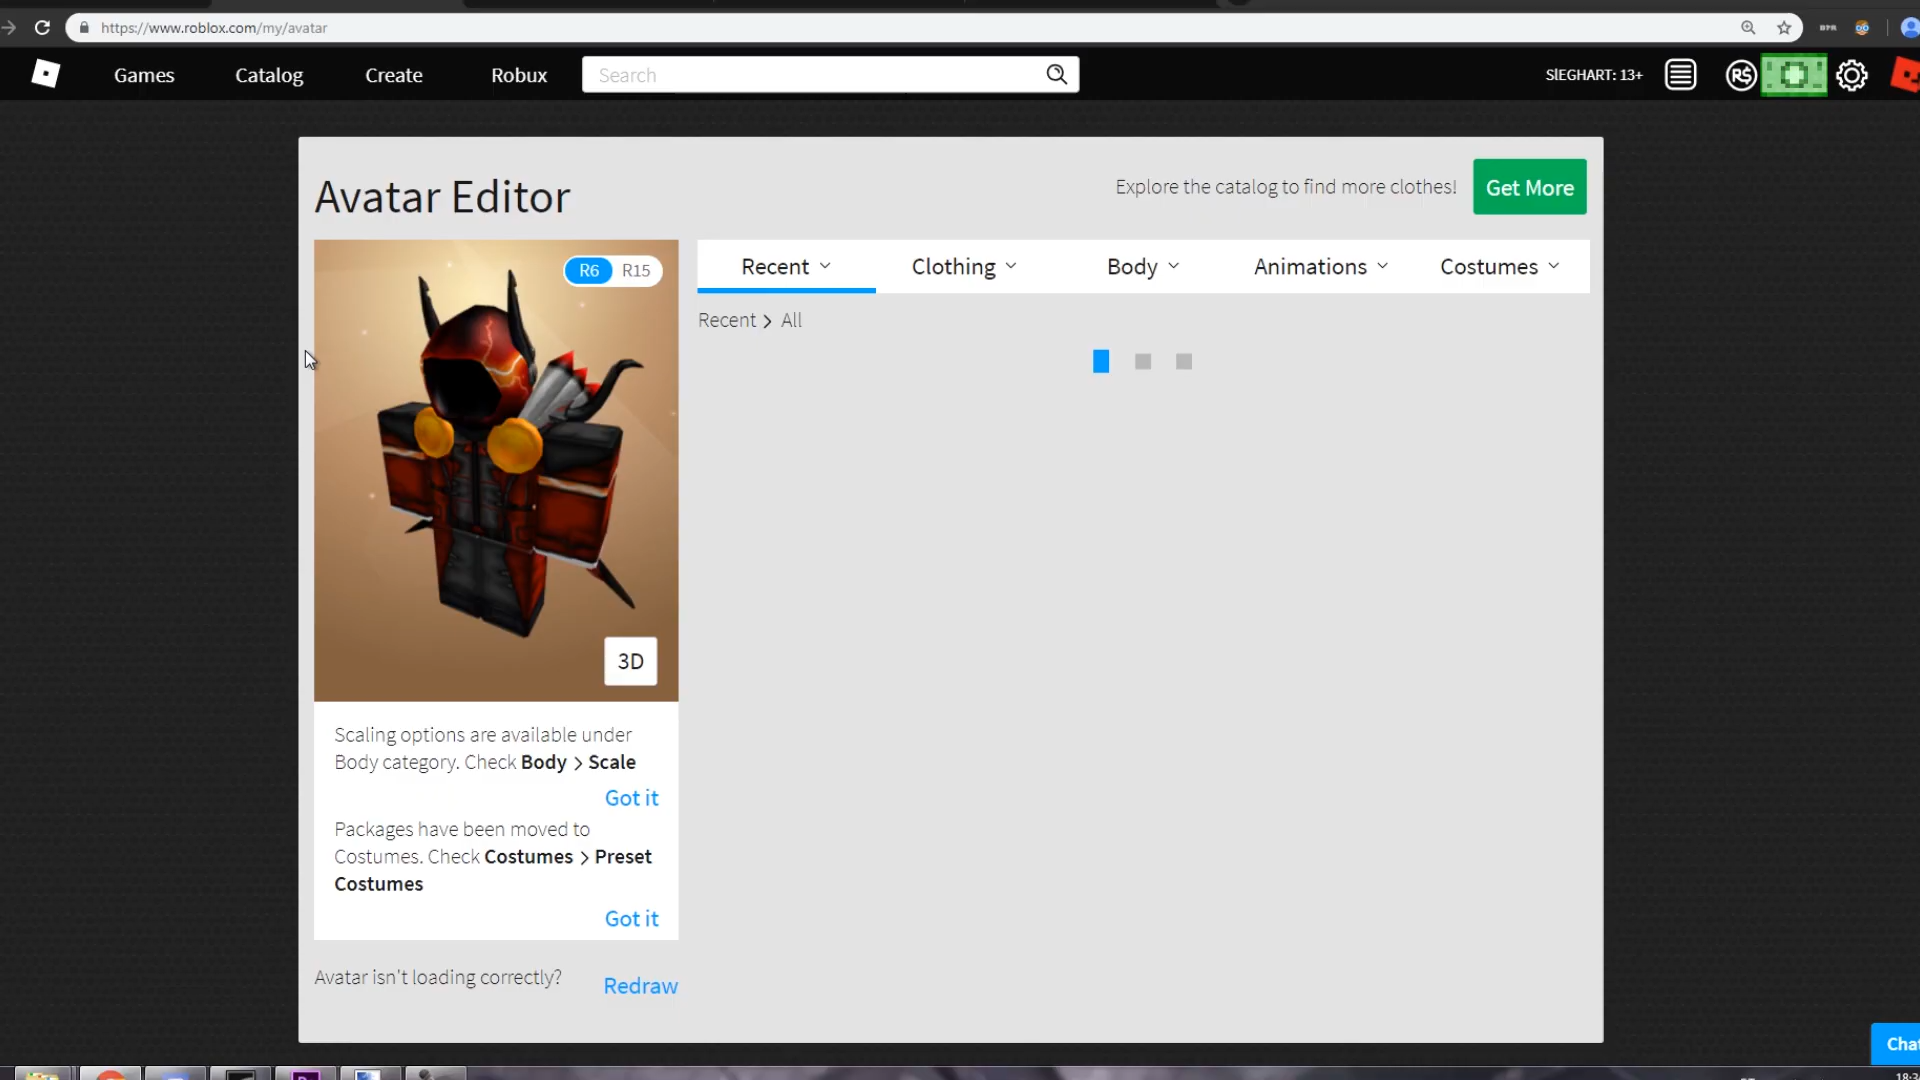 https://www.roblox.com/my/avatar
Games Catalog Create Robux Search SlEGHART: 13+ R$
Avatar Editor
Explore the catalog to find more clothes! Get More
R6 R15
Recent Clothing Body Animations Costumes
Recent > All
3D
Scaling options are available under
Body category. Check Body > Scale
Got it
Packages have been moved to
Costumes. Check Costumes > Preset
Costumes
Got it
Avatar isn't loading correctly? Redraw